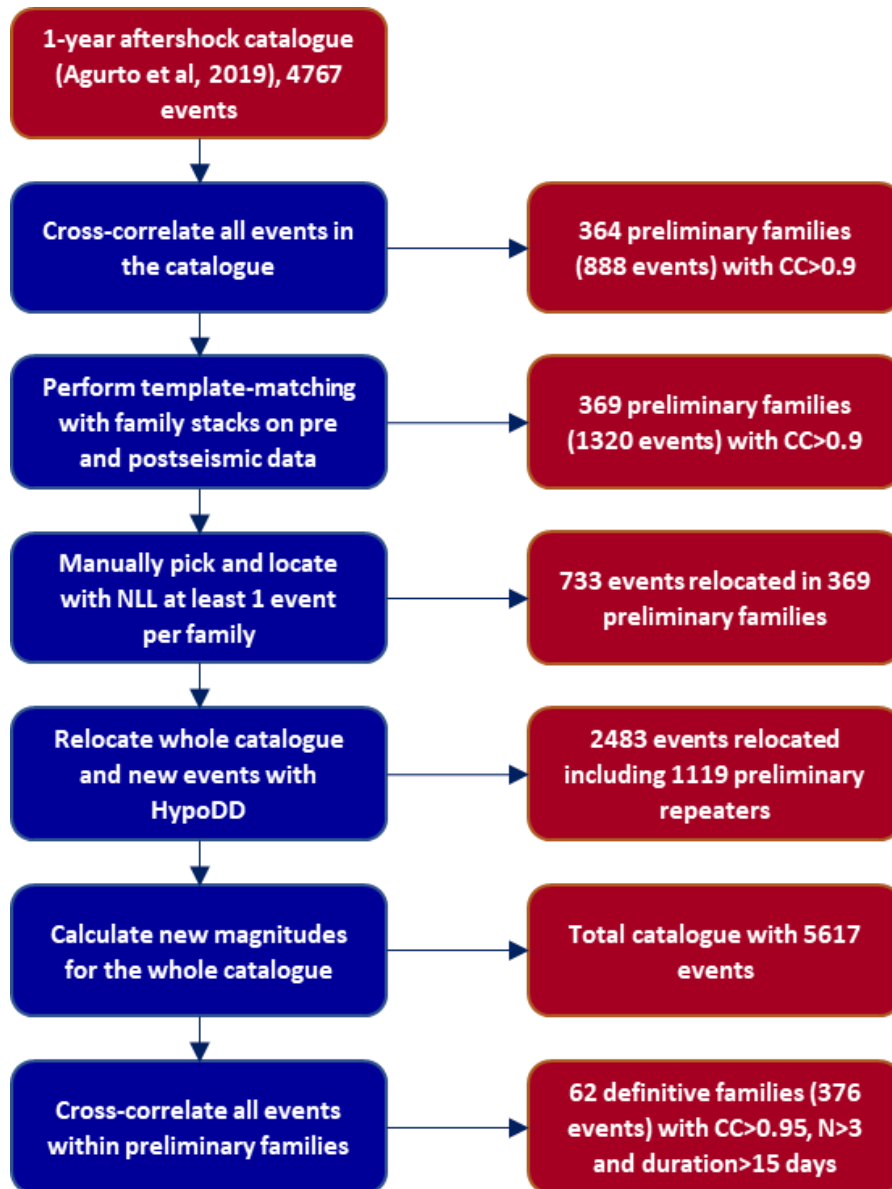 1-year aftershock catalogue
(Agurto et al, 2019), 4767
events
Cross-correlate all events in
the catalogue
364 preliminary families
(888 events) with CC>0.9
Perform template-matching
with family stacks on pre
and postseismic data
369 preliminary families
(1320 events) with CC>0.9
Manually pick and locate
with NLL at least 1 event
per family
733 events relocated in 369
preliminary families
Relocate whole catalogue
and new events with
HypoDD
2483 events relocated
including 1119 preliminary
repeaters
Calculate new magnitudes
for the whole catalogue
Total catalogue with 5617
events
Cross-correlate all events
within preliminary families
62 definitive families (376
events) with CC>0.95, N>3
and duration>15 days